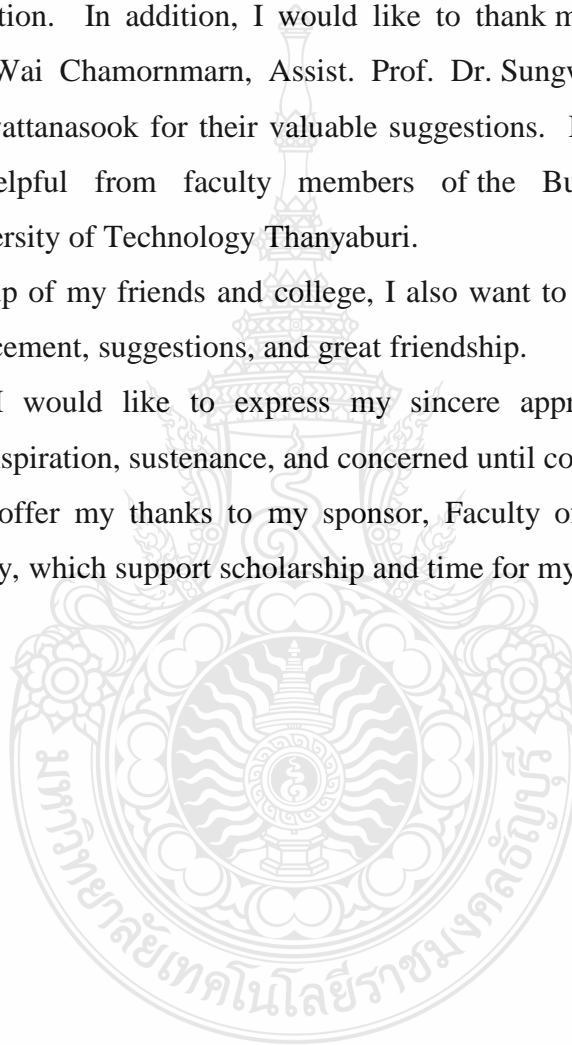 tion. In addition, I would like to thank m
Wai Chamornmarn, Assist. Prof. Dr. Sungw
vattanasook for their valuable suggestions. I
elpful from faculty members of the Bu
ersity of Technology Thanyaburi.
p of my friends and college, I also want to
cement, suggestions, and great friendship.
I would like to express my sincere appr
spiration, sustenance, and concerned until co
offer my thanks to my sponsor, Faculty o
y, which support scholarship and time for my
มหาวิทยาลัยเทคโนโลยีราชมงคลธัญบุรี